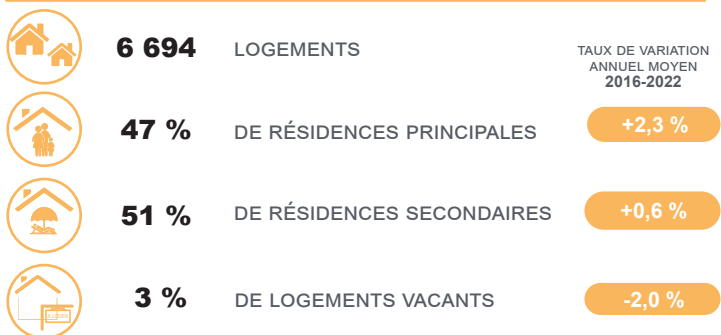 6 694 LOGEMENTS
TAUX DE VARIATION
ANNUEL MOYEN
2016-2022
47 % DE RÉSIDENCES PRINCIPALES +2,3 %
51 % DE RÉSIDENCES SECONDAIRES +0,6 %
3 % DE LOGEMENTS VACANTS -2,0 %